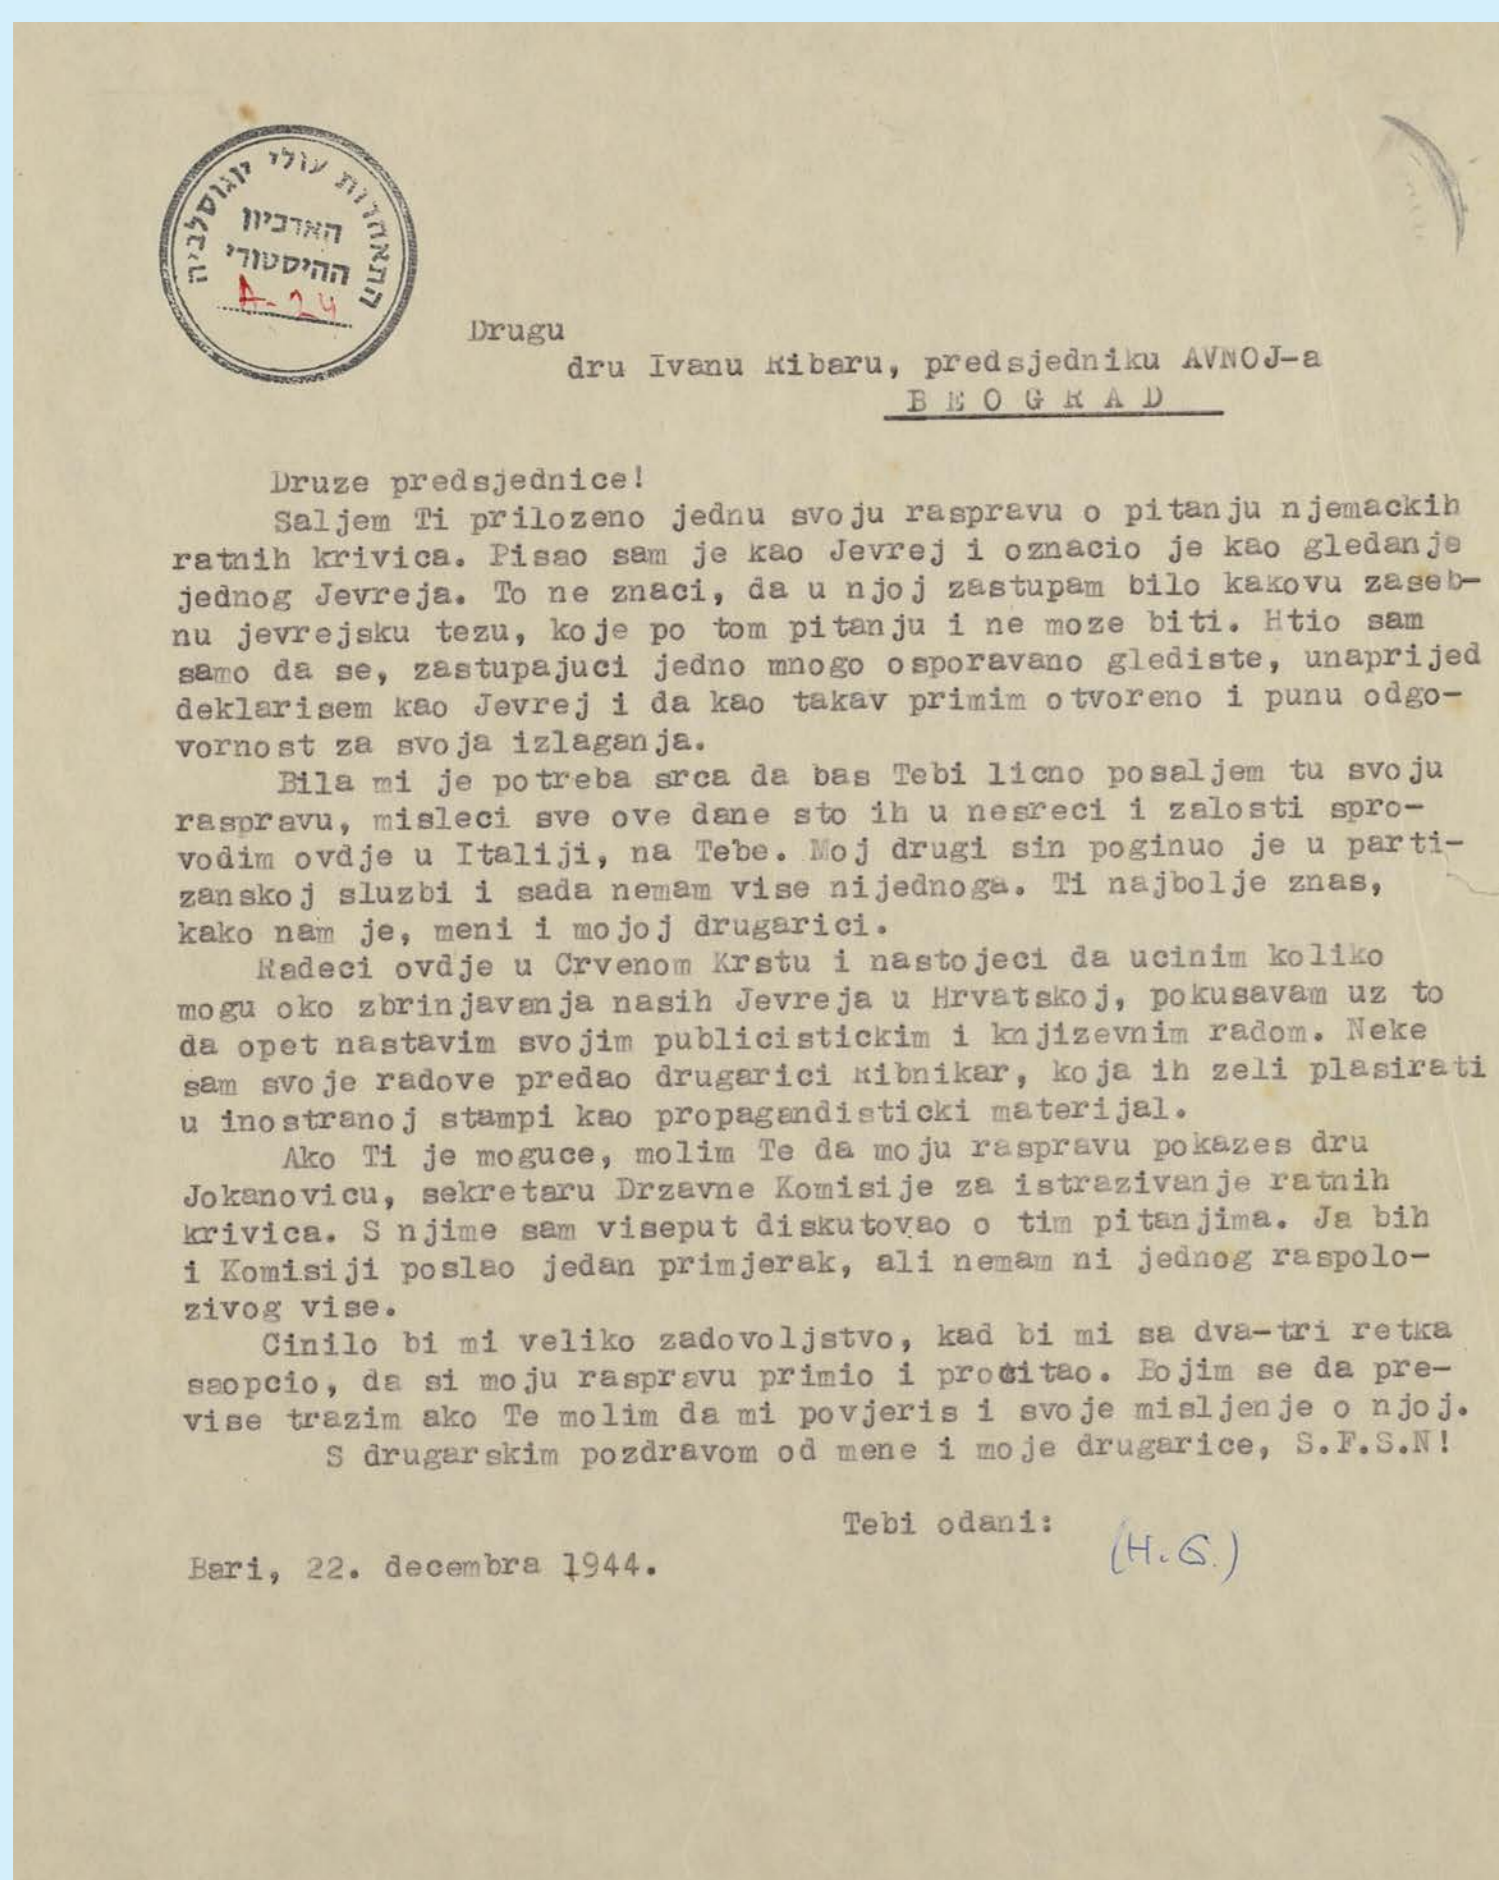 התאחדות עולי יוגוסלביה
הארכיון
ההיסטורי
A-24
Drugu
dru Ivanu Ribaru, predsjedniku AVNOJ-a
B E O G R A D
Druze predsjednice!
Saljem Ti prilozeno jednu svoju raspravu o pitanju njemackih
ratnih krivica. Pisao sam je kao Jevrej i oznacio je kao gledanje
jednog Jevreja. To ne znaci, da u njoj zastupam bilo kakovu zaseb-
nu jevrejsku tezu, koje po tom pitanju i ne moze biti. Htio sam
samo da se, zastupajuci jedno mnogo osporavano glediste, unaprijed
deklarisem kao Jevrej i da kao takav primim otvoreno i punu odgo-
vornost za svoja izlaganja.
Bila mi je potreba srca da bas Tebi licno posaljem tu svoju
raspravu, misleci sve ove dane sto ih u nesreci i zalosti spro-
vodim ovdje u Italiji, na Tebe. Moj drugi sin poginuo je u parti-
zanskoj sluzbi i sada nemam vise nijednoga. Ti najbolje znas,
kako nam je, meni i mojoj drugarici.
Radeci ovdje u Crvenom Krstu i nastojeci da ucinim koliko
mogu oko zbrinjavanja nasih Jevreja u Hrvatskoj, pokusavam uz to
da opet nastavim svojim publicistickim i knjizevnim radom. Neke
sam svoje radove predao drugarici Ribnikar, koja ih zeli plasirati
u inostranoj stampi kao propagandisticki materijal.
Ako Ti je moguce, molim Te da moju raspravu pokazes dru
Jokanovicu, sekretaru Drzavne Komisije za istrazivanje ratnih
krivica. S njime sam viseput diskutovao o tim pitanjima. Ja bih
i Komisiji poslao jedan primjerak, ali nemam ni jednog raspolo-
zivog vise.
Cinilo bi mi veliko zadovoljstvo, kad bi mi sa dva-tri retka
saopcio, da si moju raspravu primio i procitao. Bojim se da pre-
vise trazim ako Te molim da mi povjeris i svoje misljenje o njoj.
S drugarskim pozdravom od mene i moje drugarice, S.F.S.N!
Tebi odani:
(H.G.)
Bari, 22. decembra 1944.